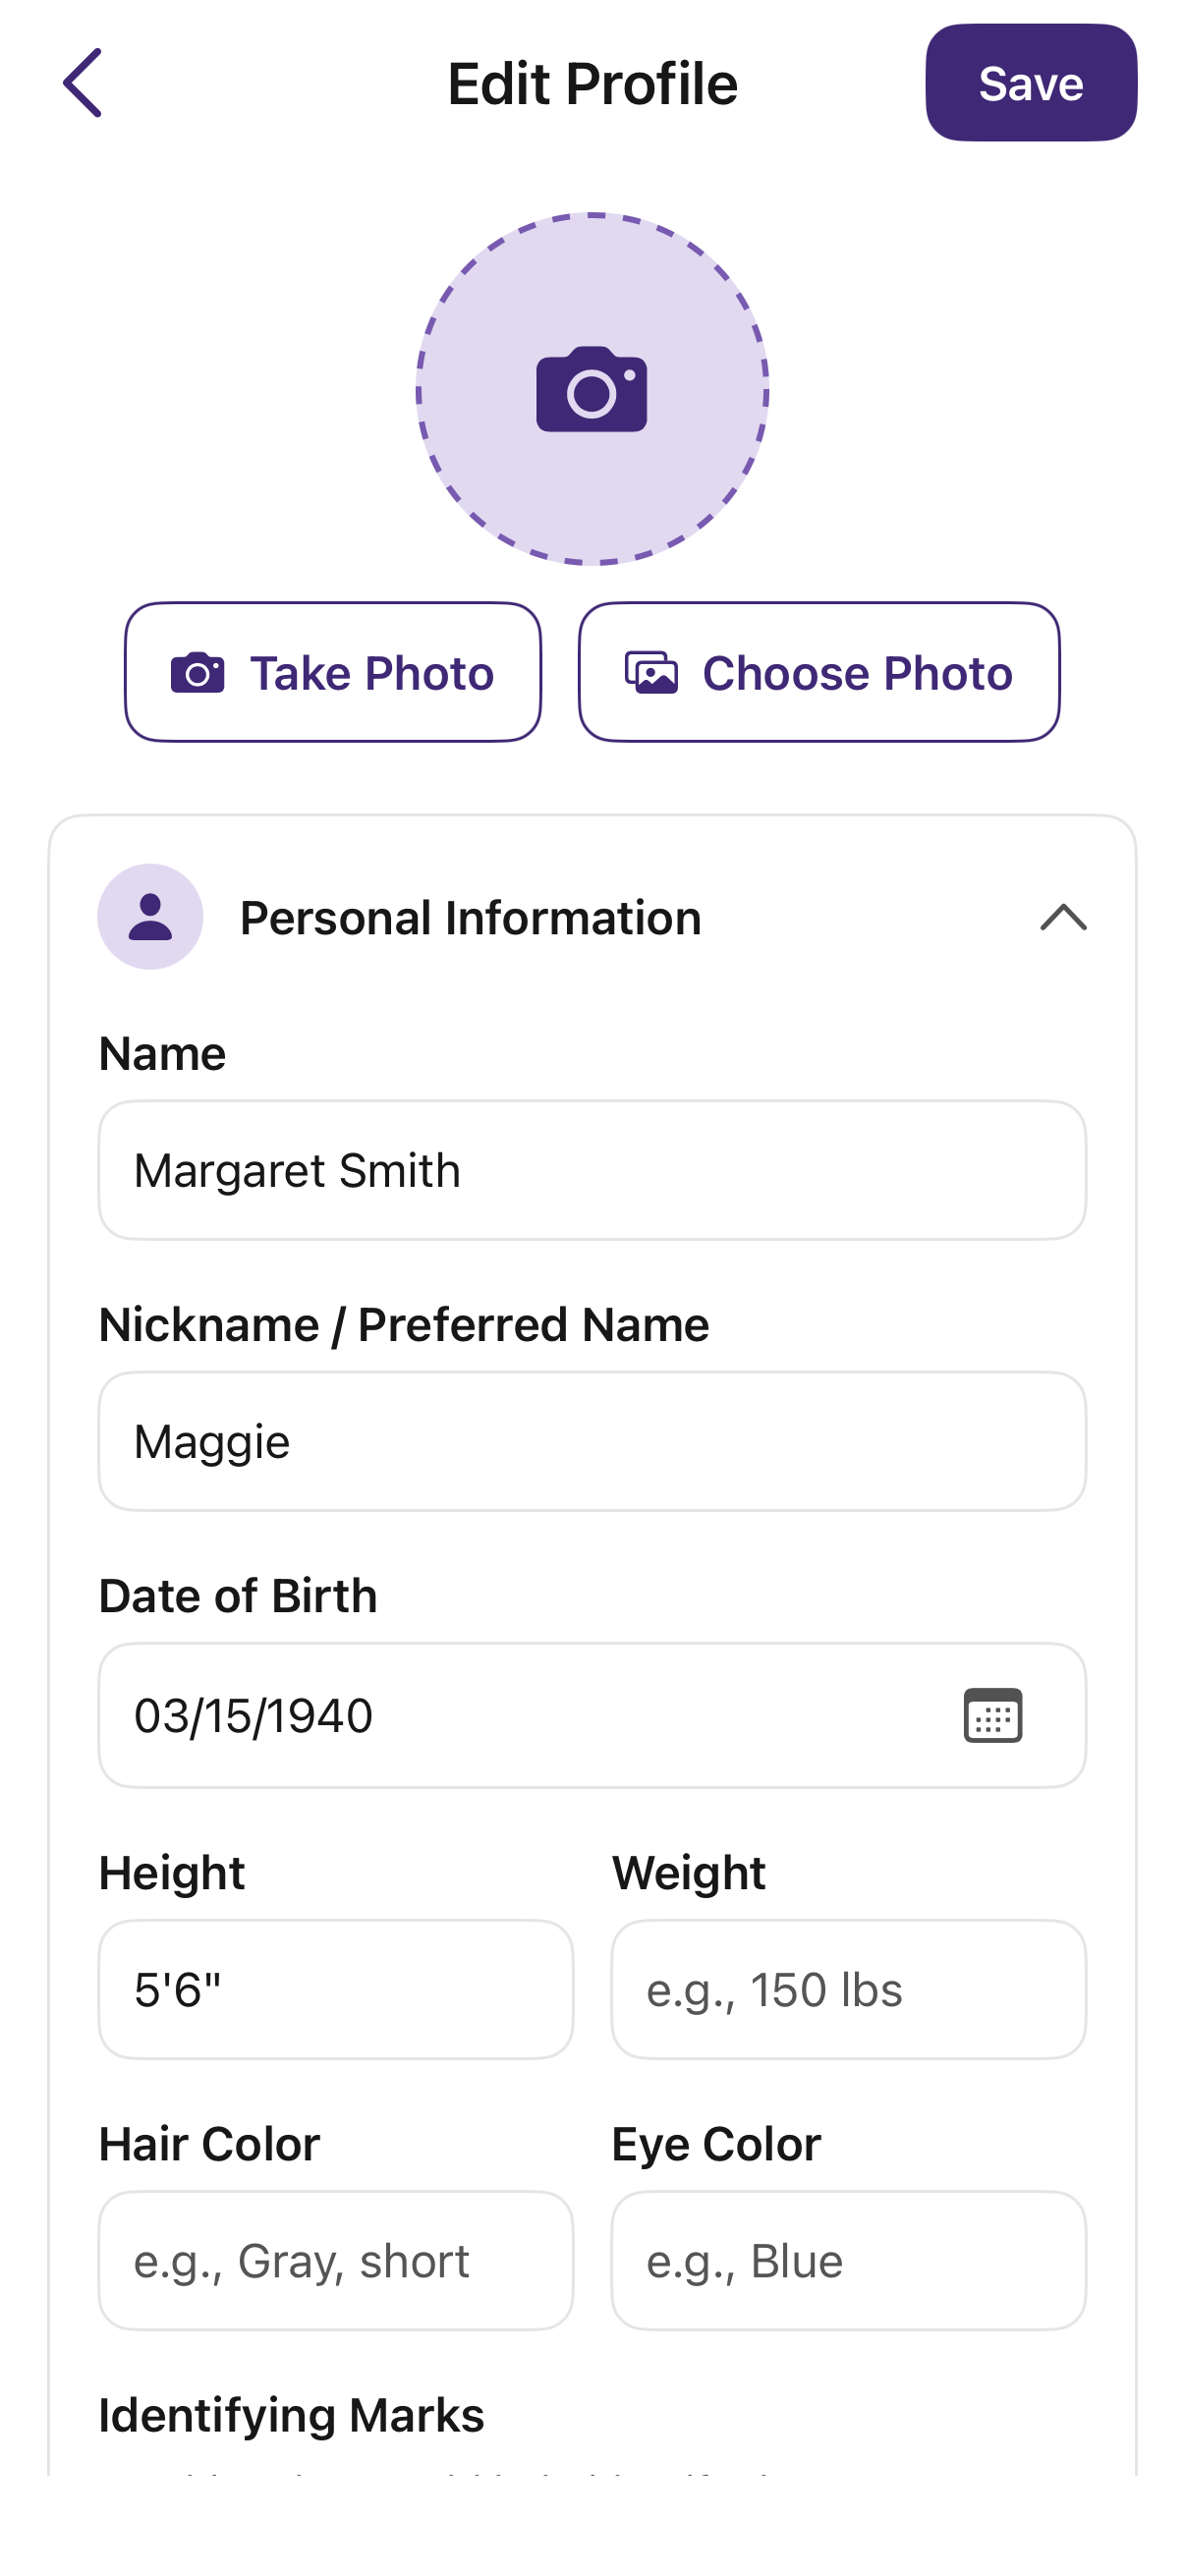 Edit Profile
Save
Take Photo
Choose Photo
Personal Information
Name
Margaret Smith
Nickname / Preferred Name
Maggie
Date of Birth
03/15/1940
Height
Weight
5'6"
e.g., 150 lbs
Hair Color
Eye Color
e.g., Gray, short
e.g., Blue
Identifying Marks